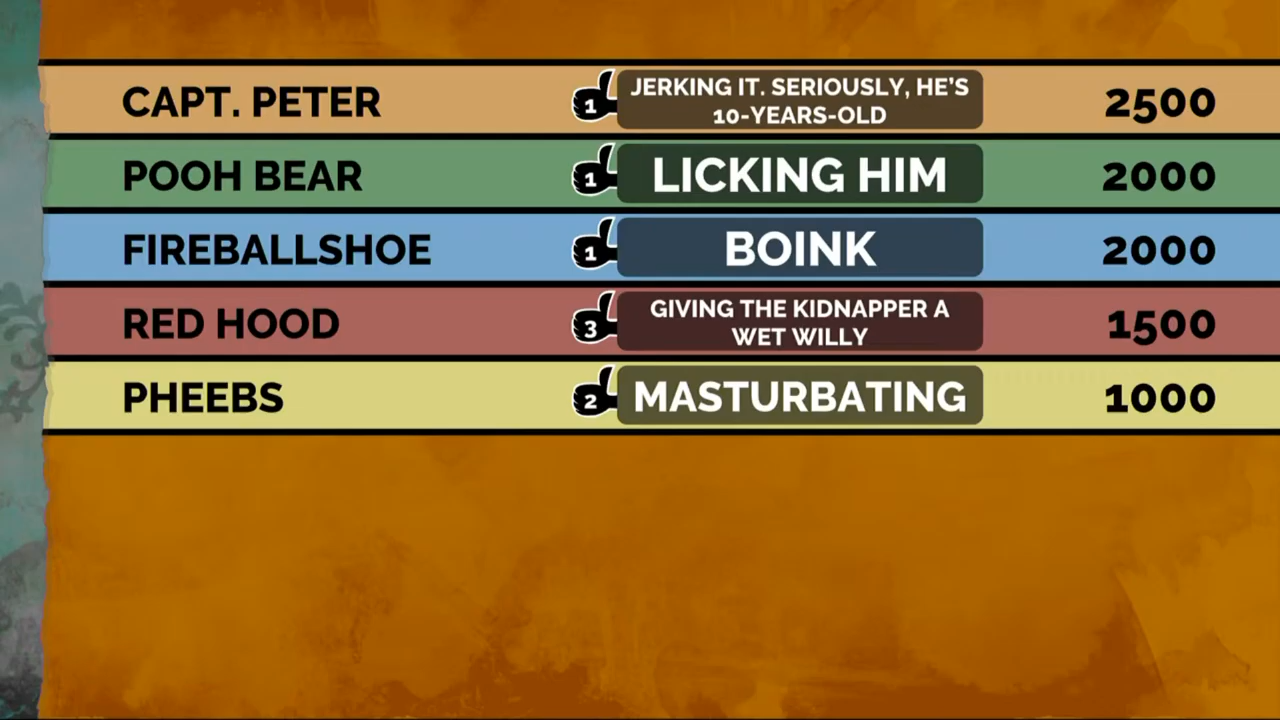 CAPT. PETER
1
JERKING IT. SERIOUSLY, HE'S
10-YEARS-OLD
2500
POOH BEAR
1
LICKING HIM
2000
FIREBALLSHOE
1
BOINK
2000
RED HOOD
3
GIVING THE KIDNAPPER A
WET WILLY
1500
PHEEBS
2
MASTURBATING
1000